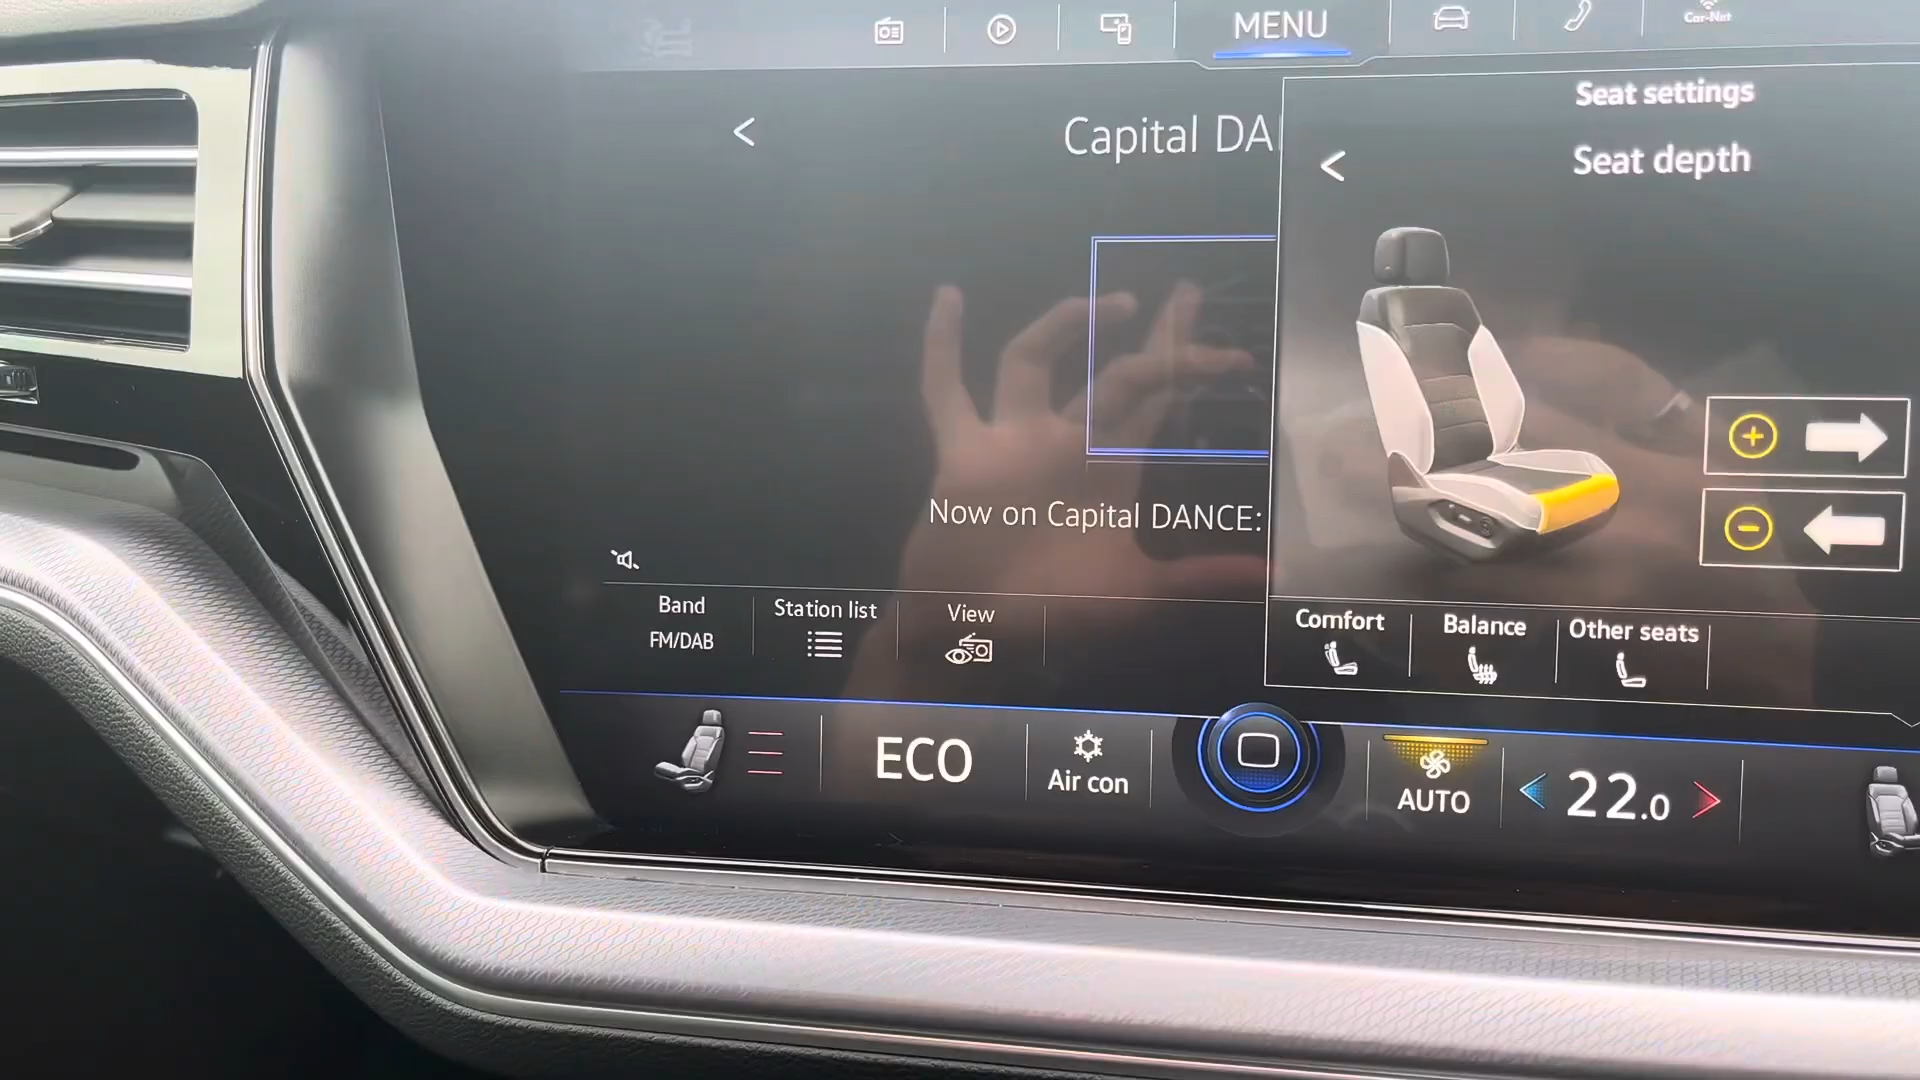 MENU
Car-Net
Capital DA
Seat settings
Seat depth
Now on Capital DANCE:
Band
FM/DAB
Station list
View
Comfort
Balance
Other seats
ECO
Air con
AUTO
22.0